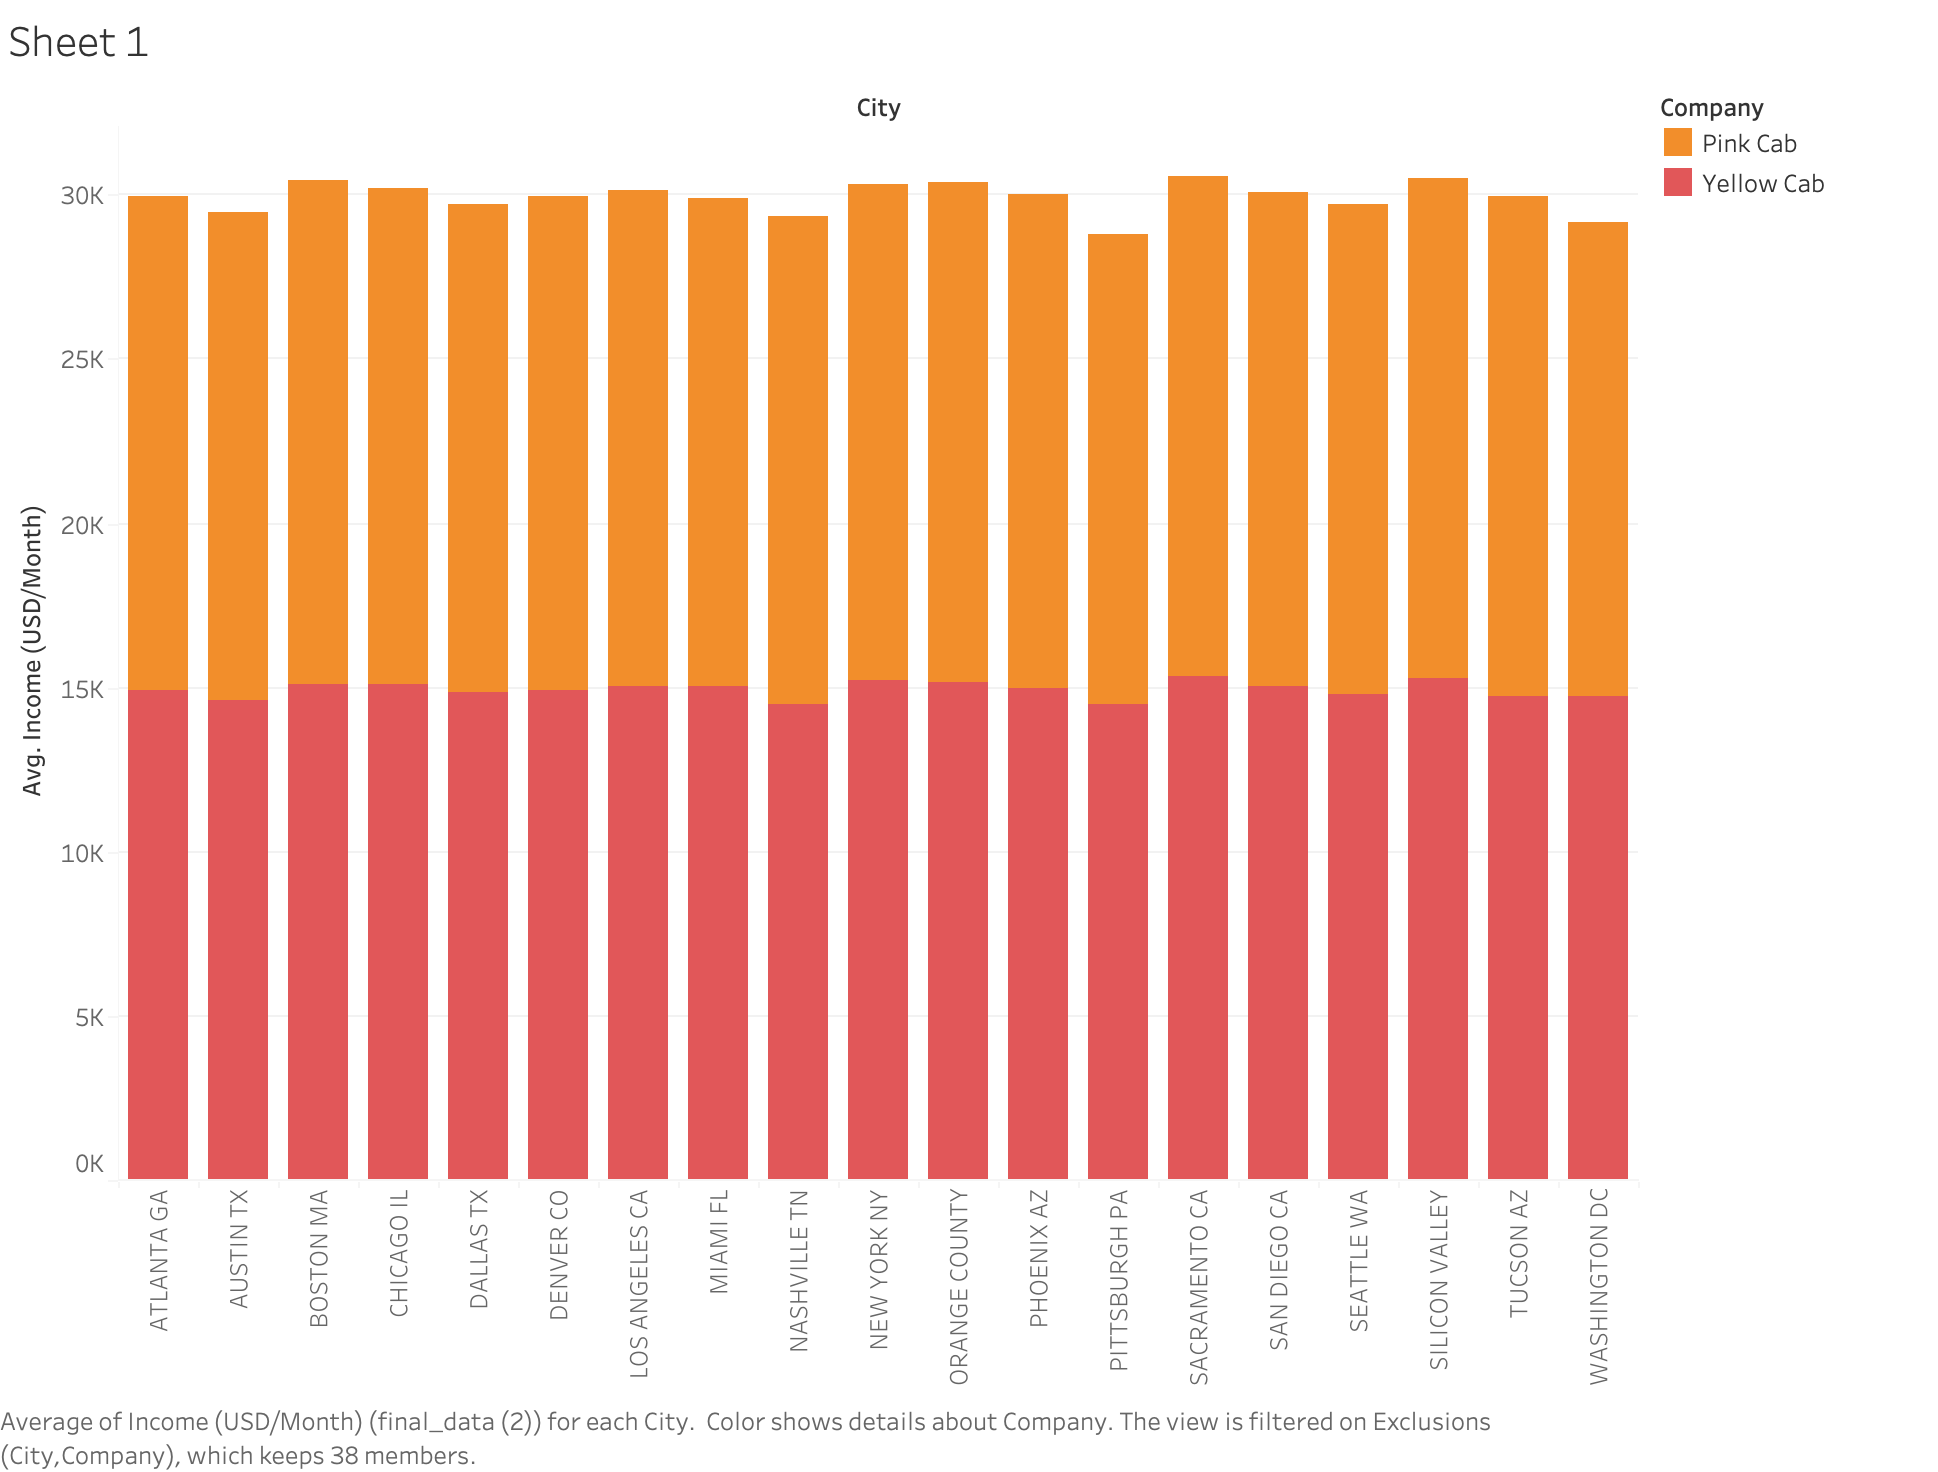 Sheet 1
City
Company
Pink Cab
Yellow Cab
30K
25K
20K
15K
10K
5K
0K
Avg. Income (USD/Month)
ATLANTA GA
AUSTIN TX
BOSTON MA
CHICAGO IL
DALLAS TX
DENVER CO
LOS ANGELES CA
MIAMI FL
NASHVILLE TN
NEW YORK NY
ORANGE COUNTY
PHOENIX AZ
PITTSBURGH PA
SACRAMENTO CA
SAN DIEGO CA
SEATTLE WA
SILICON VALLEY
TUCSON AZ
WASHINGTON DC
Average of Income (USD/Month) (final_data (2)) for each City.  Color shows details about Company. The view is filtered on Exclusions
(City,Company), which keeps 38 members.